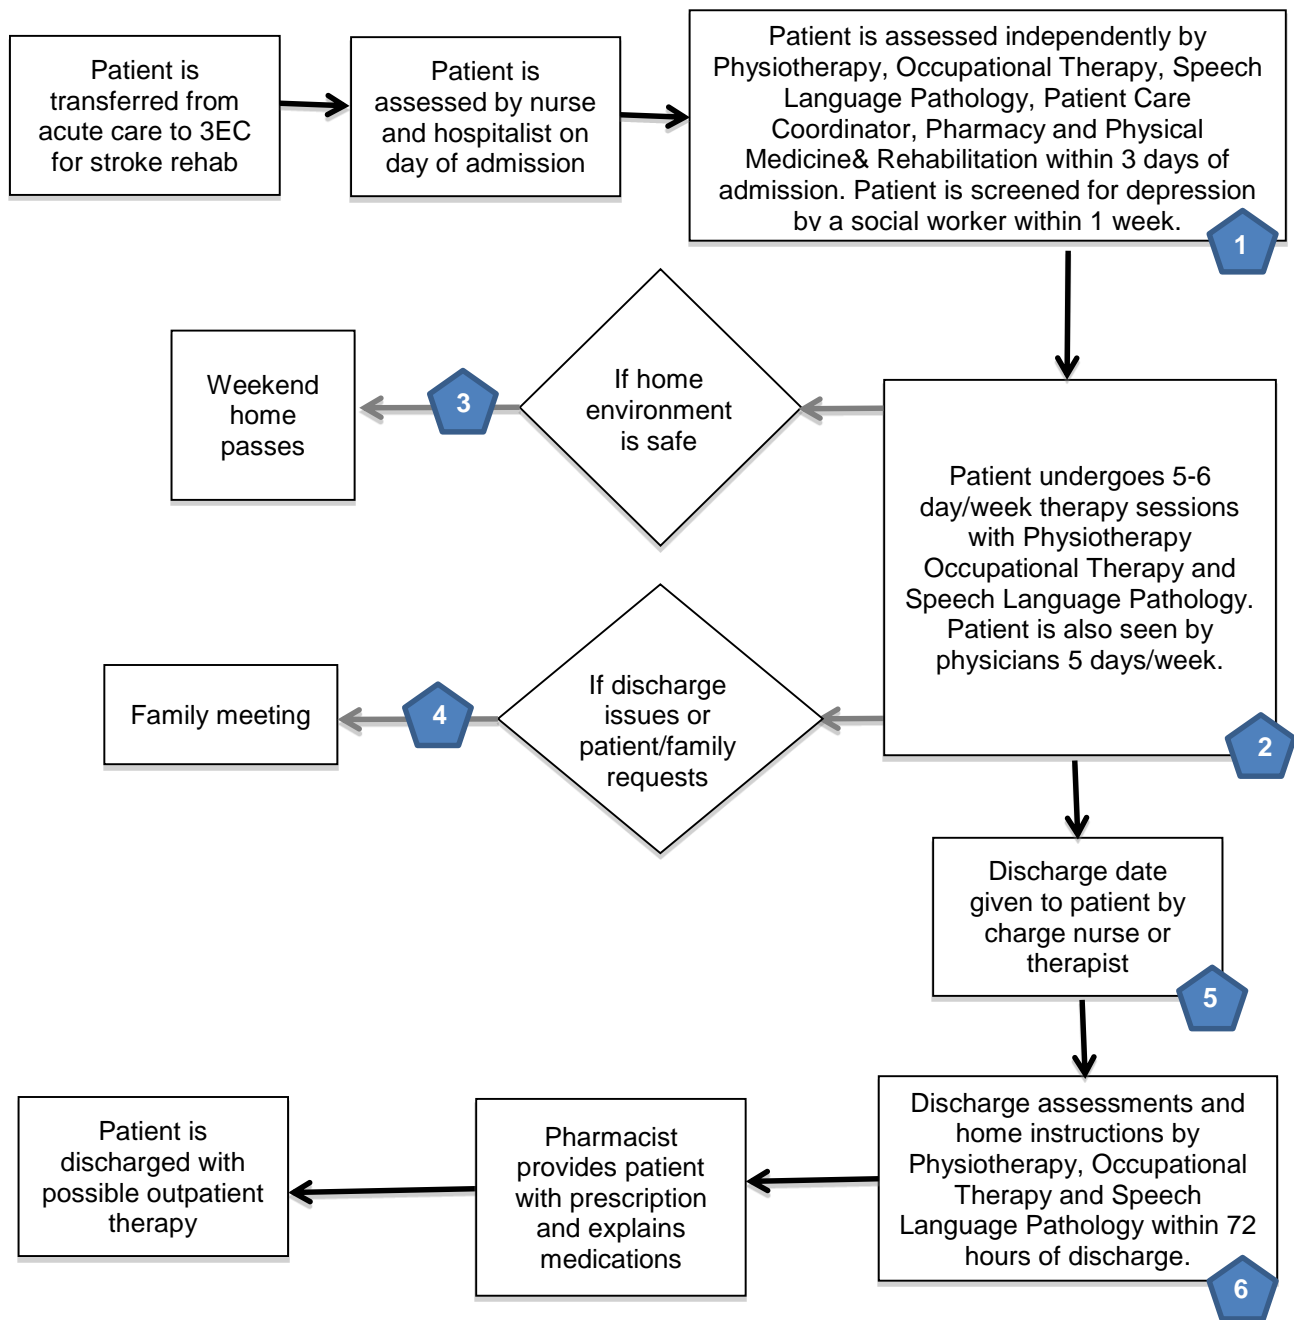 Patient is
transferred from
acute care to 3EC
for stroke rehab
Patient is
assessed by nurse
and hospitalist on
day of admission
Patient is assessed independently by
Physiotherapy, Occupational Therapy, Speech
Language Pathology, Patient Care
Coordinator, Pharmacy and Physical
Medicine& Rehabilitation within 3 days of
admission. Patient is screened for depression
by a social worker within 1 week.
1
Weekend
home
passes
3
If home
environment
is safe
Patient undergoes 5-6
day/week therapy sessions
with Physiotherapy
Occupational Therapy and
Speech Language Pathology.
Patient is also seen by
physicians 5 days/week.
2
Family meeting
4
If discharge
issues or
patient/family
requests
Discharge date
given to patient by
charge nurse or
therapist
5
Discharge assessments and
home instructions by
Physiotherapy, Occupational
Therapy and Speech
Language Pathology within 72
hours of discharge.
6
Pharmacist
provides patient
with prescription
and explains
medications
Patient is
discharged with
possible outpatient
therapy